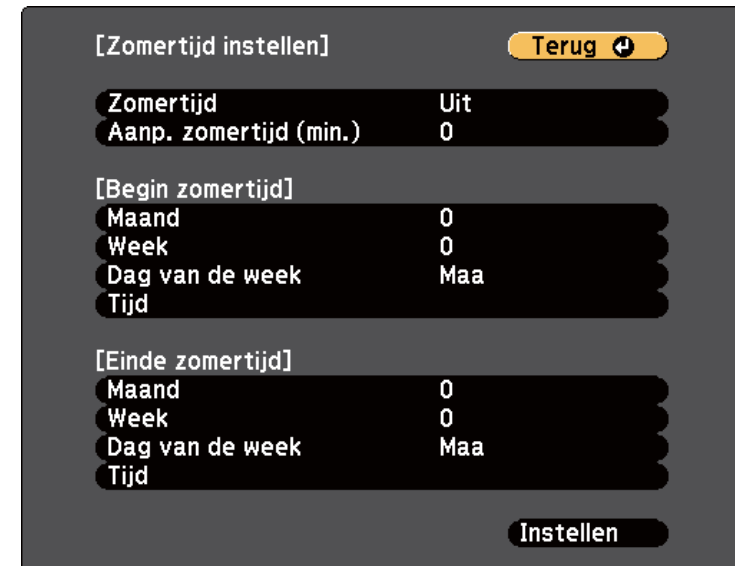 [Zomertijd instellen] Terug
Zomertijd Uit
Aanp. zomertijd (min.) 0
[Begin zomertijd]
Maand 0
Week 0
Dag van de week Maa
Tijd
[Einde zomertijd]
Maand 0
Week 0
Dag van de week Maa
Tijd
Instellen